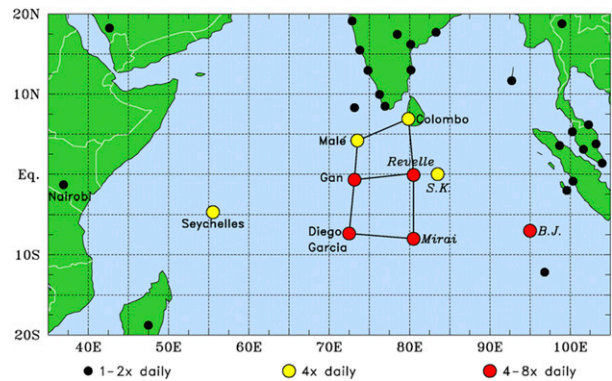 20N
10N
Eq.
10S
20S
Colombo
Malé
Revelle
Gan
S.K.
Nairobi
Seychelles
Diego
Garcia
Mirai
B.J.
40E
50E
60E
70E
80E
90E
100E
1-2x daily
4x daily
4-8x daily